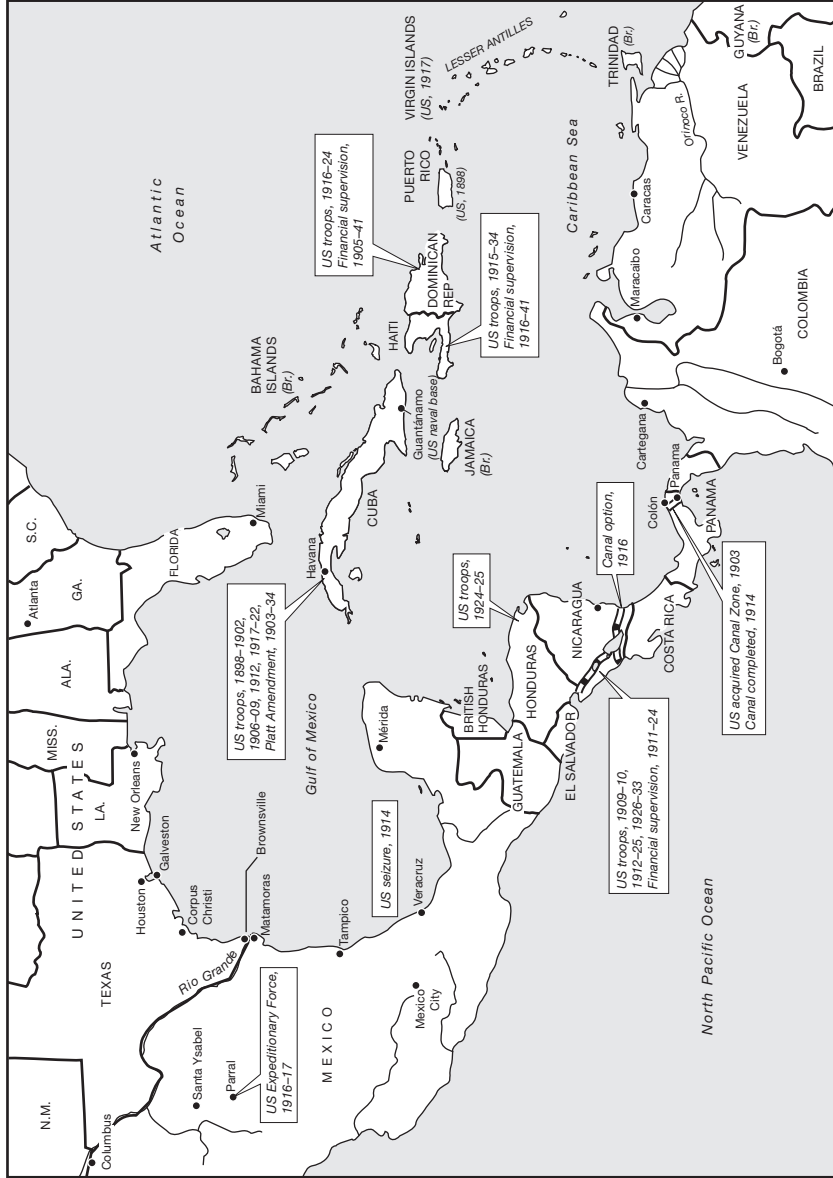 N.M.
Columbus
TEXAS
UNITED STATES
Houston
Galveston
Corpus
Christi
LA.
New Orleans
MISS.
ALA.
GA.
Atlanta
S.C.
FLORIDA
Miami
Rio Grande
Brownsville
Matamoras
Santa Ysabel
Parral
US Expeditionary Force,
1916–17
MEXICO
Tampico
Mexico
City
Veracruz
US seizure, 1914
Mérida
Gulf of Mexico
Atlantic
Ocean
BAHAMA
ISLANDS
(Br.)
Havana
CUBA
US troops, 1898–1902,
1906–09, 1912, 1917–22,
Platt Amendment, 1903–34
Guantánamo
(US naval base)
JAMAICA
(Br.)
HAITI
US troops, 1915–34
Financial supervision,
1916–41
DOMINICAN
REP
US troops, 1916–24
Financial supervision,
1905–41
PUERTO
RICO
(US, 1898)
VIRGIN ISLANDS
(US, 1917)
LESSER ANTILLES
Caribbean Sea
TRINIDAD
(Br.)
BRITISH
HONDURAS
GUATEMALA
HONDURAS
US troops,
1924–25
EL SALVADOR
NICARAGUA
US troops, 1909–10,
1912–25, 1926–33
Financial supervision, 1911–24
Canal option,
1916
COSTA RICA
PANAMA
Colón
Panama
US acquired Canal Zone, 1903
Canal completed, 1914
Cartegana
Maracaibo
Caracas
Orinoco R.
VENEZUELA
GUYANA
(Br.)
BRAZIL
COLOMBIA
Bogotá
North Pacific Ocean